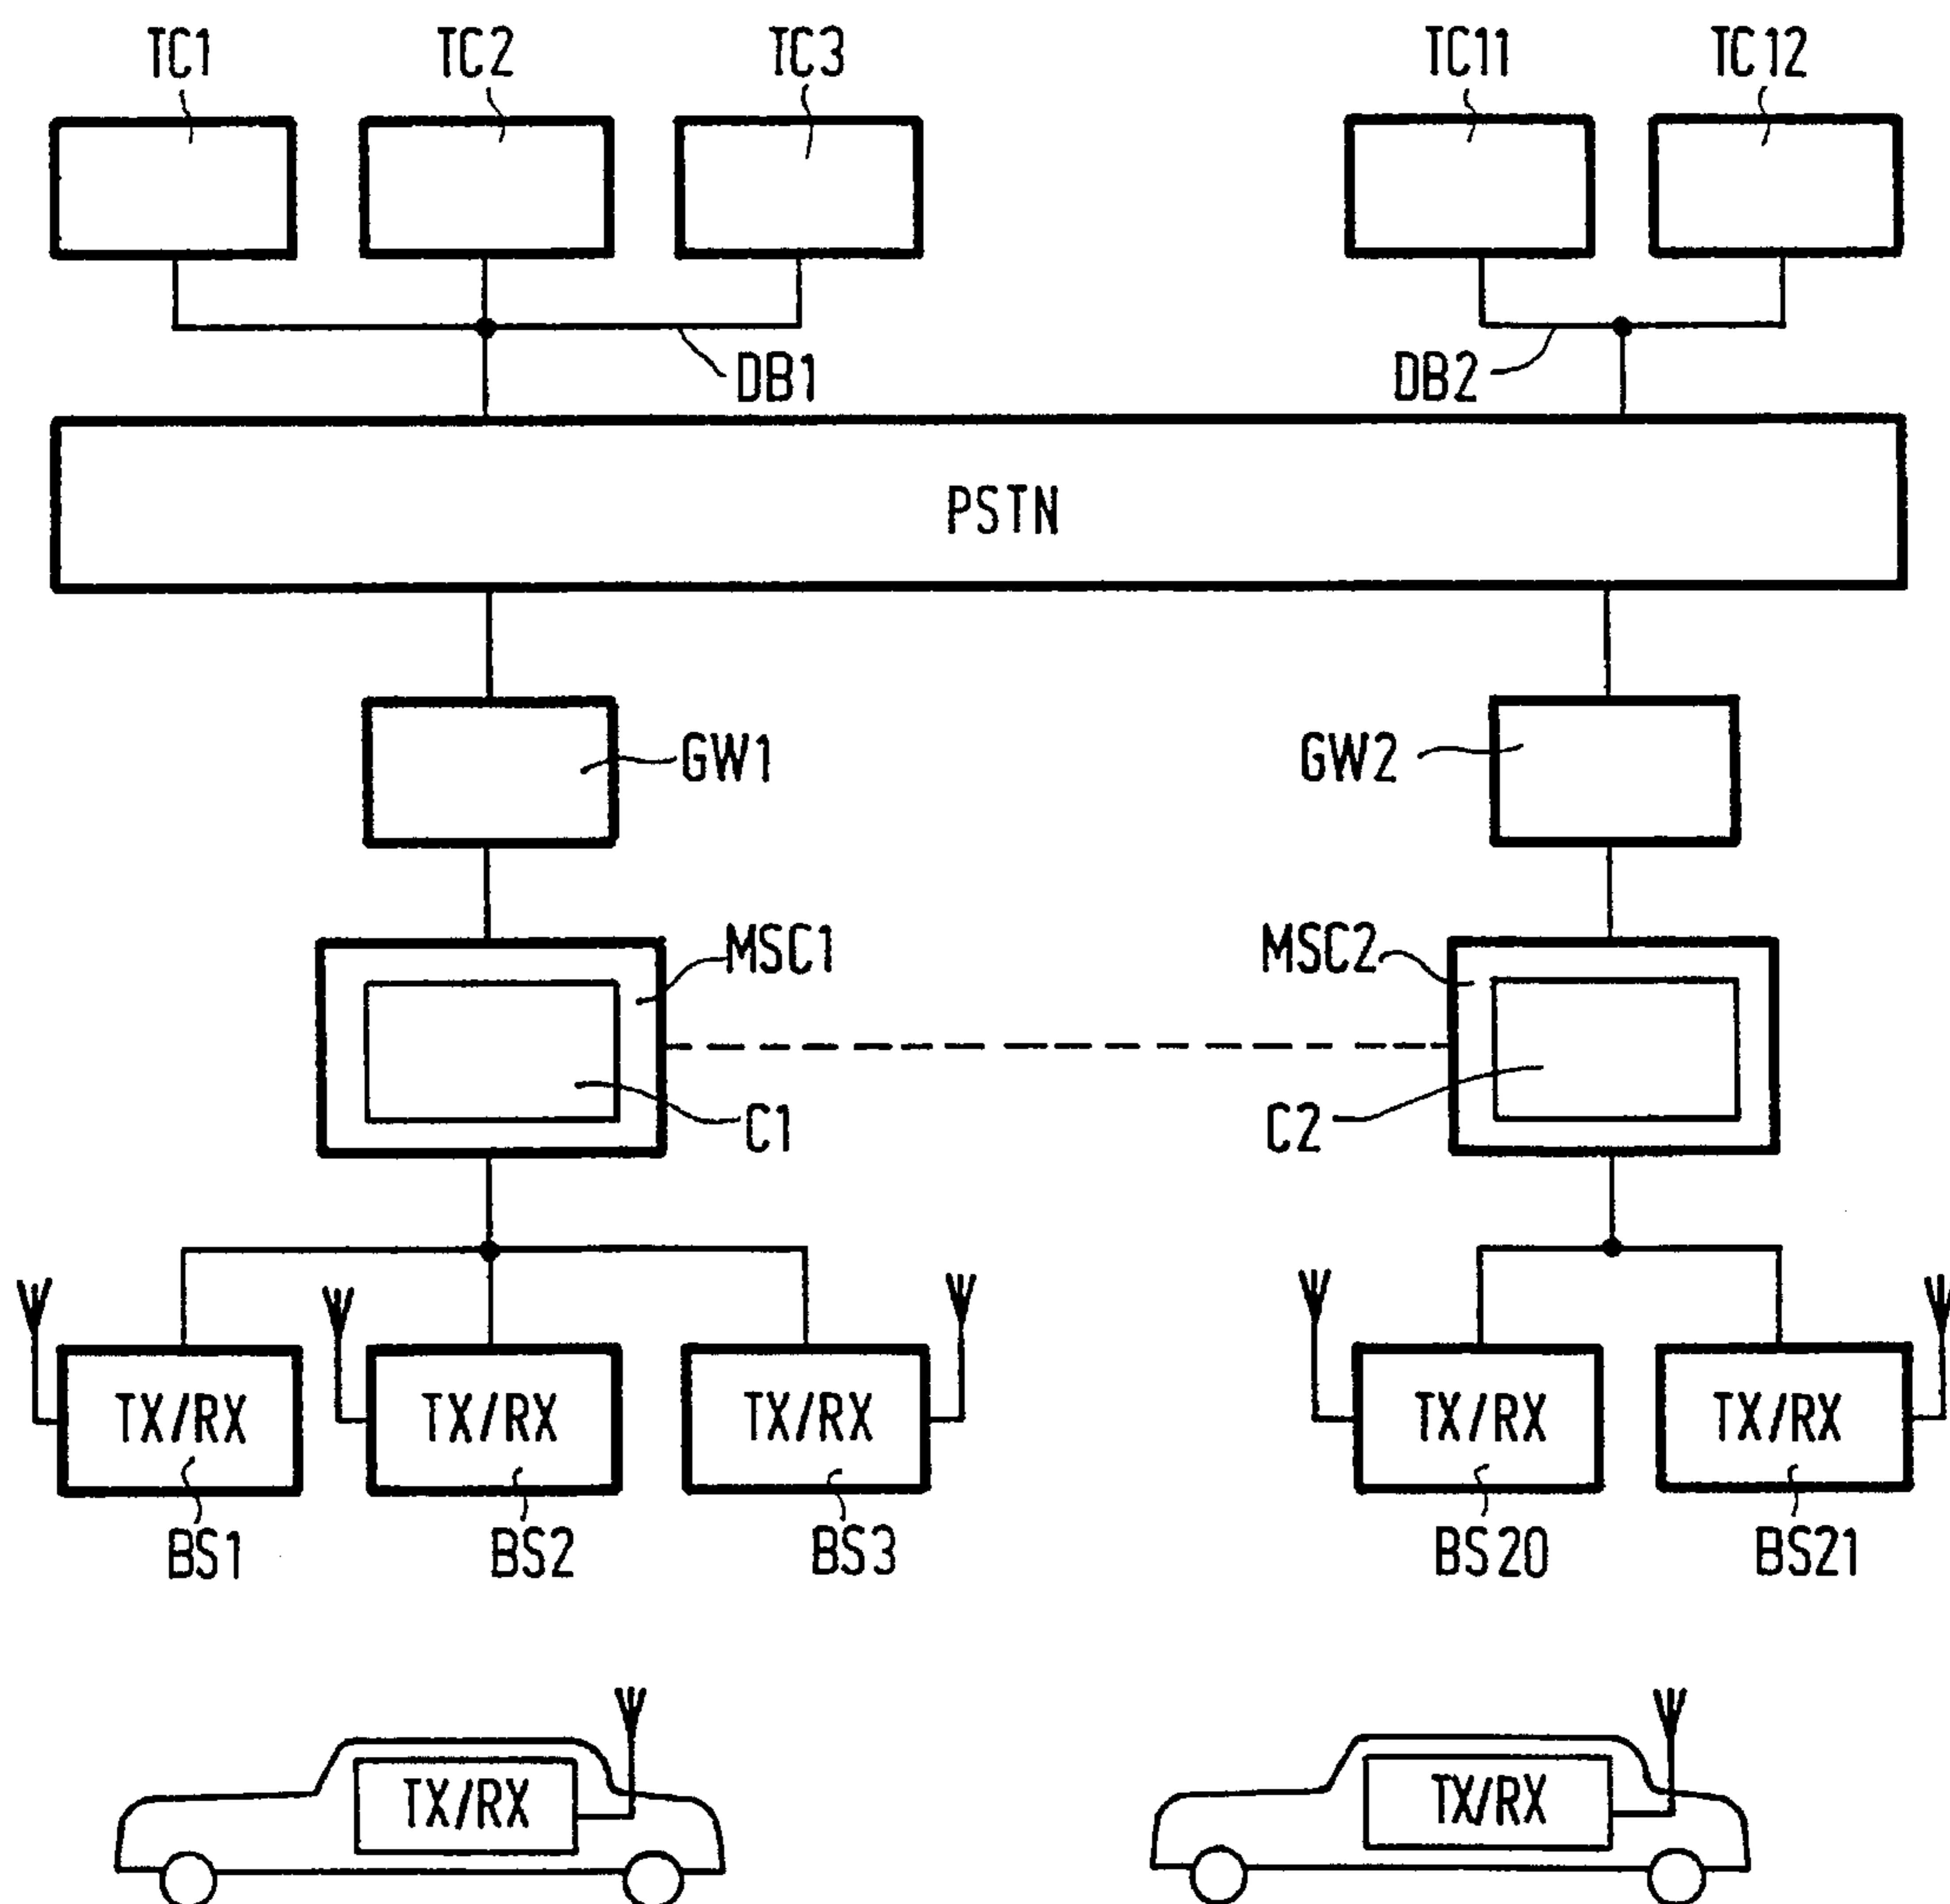 TC1 TC2 TC3 TC11 TC12
DB1 DB2
PSTN
GW1 GW2
MSC1 MSC2
C1 C2
TX/RX TX/RX TX/RX TX/RX TX/RX
BS1 BS2 BS3 BS20 BS21
TX/RX TX/RX